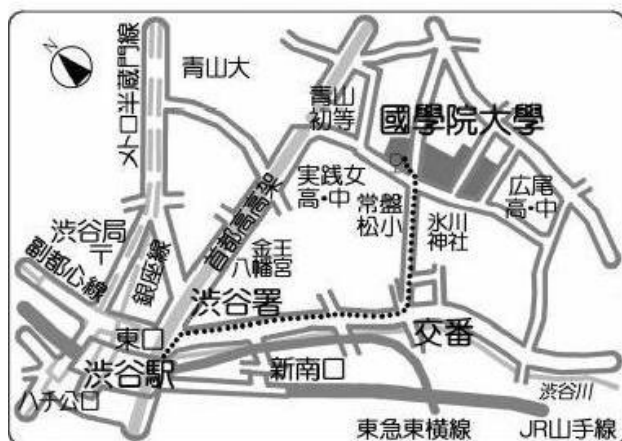 N
メトロ半蔵門線
青山大
青山
初等
國學院大學
実践女
高・中
常盤
松小
広尾
高・中
氷川
神社
首都高高架
渋谷局
〒
副都心線
銀座線
金王
八幡宮
渋谷署
東口
渋谷駅
交番
新南口
ハチ公口
渋谷川
東急東横線
JR山手線